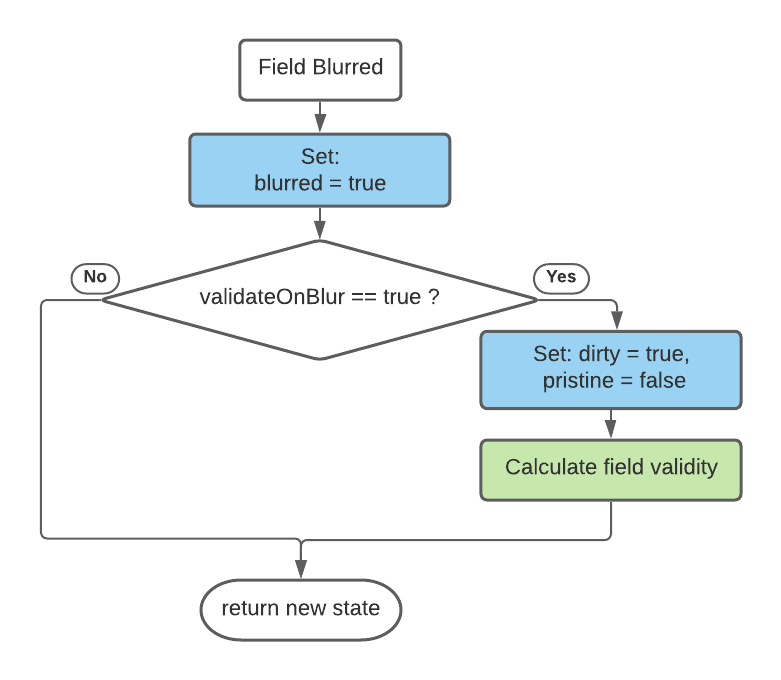 Field Blurred
Set:
blurred = true
validateOnBlur == true ?
No
Yes
Set: dirty = true,
pristine = false
Calculate field validity
return new state